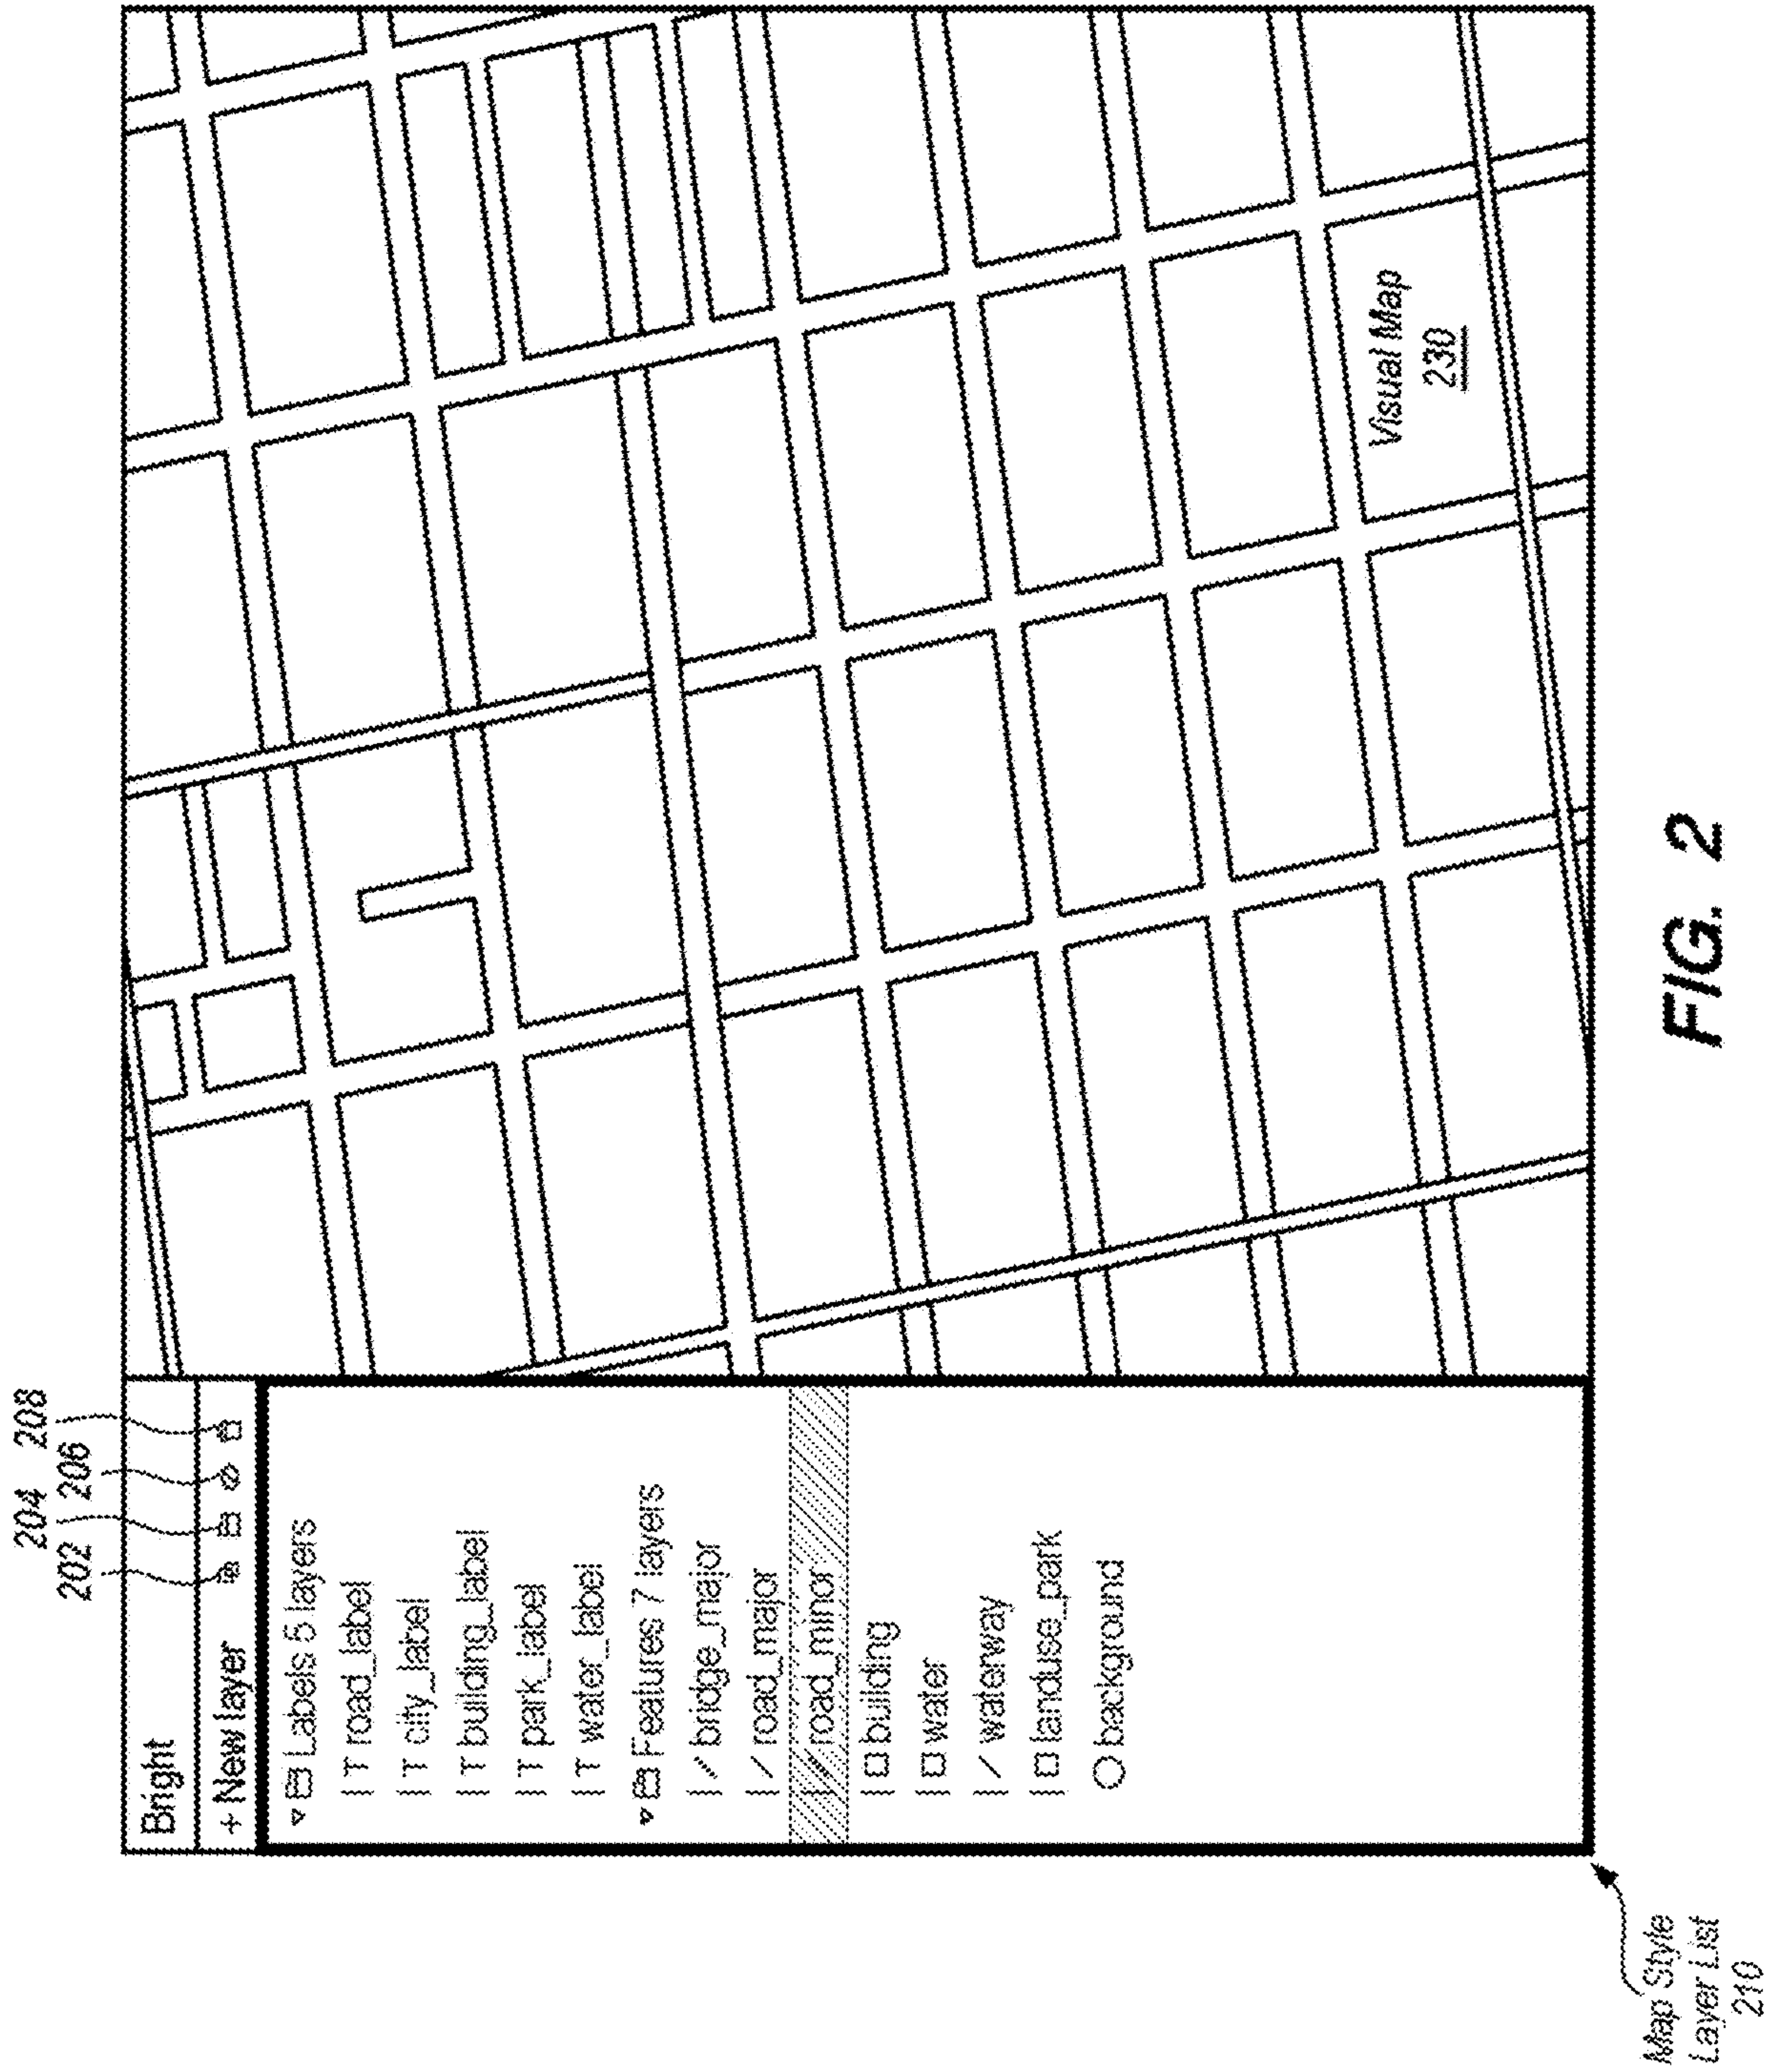 204 208
202 206
Bright
+ New layer
Labels 5 layers
T road_label
T city_label
T building_label
T park_label
T water_label
Features 7 layers
bridge_major
road_major
road_minor
building
water
waterway
landuse_park
background
Visual Map
230
Map Style
Layer List
210
FIG. 2